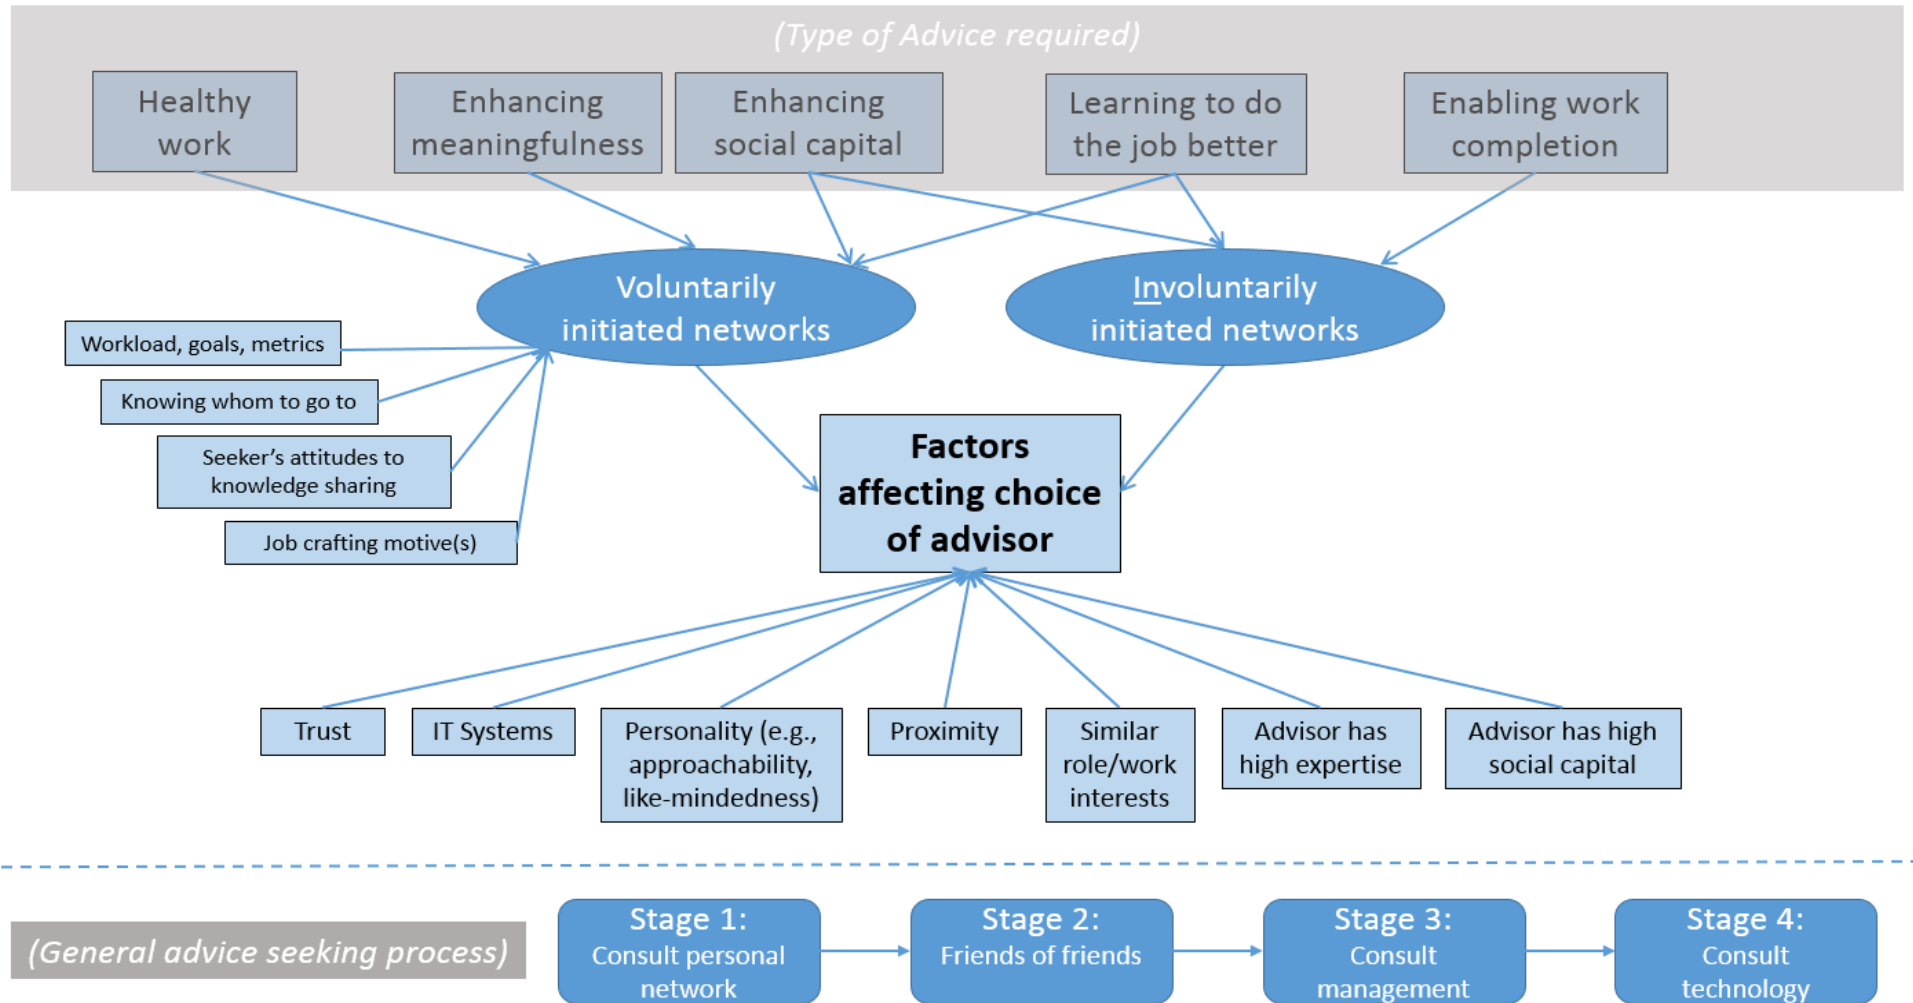 (Type of Advice required)
Healthy
work
Enhancing
meaningfulness
Enhancing
social capital
Learning to do
the job better
Enabling work
completion
Voluntarily
initiated networks
Involuntarily
initiated networks
Workload, goals, metrics
Knowing whom to go to
Seeker’s attitudes to
knowledge sharing
Job crafting motive(s)
Factors
affecting choice
of advisor
Trust
IT Systems
Personality (e.g.,
approachability,
like-mindedness)
Proximity
Similar
role/work
interests
Advisor has
high expertise
Advisor has high
social capital
(General advice seeking process)
Stage 1:
Consult personal
network
Stage 2:
Friends of friends
Stage 3:
Consult
management
Stage 4:
Consult
technology